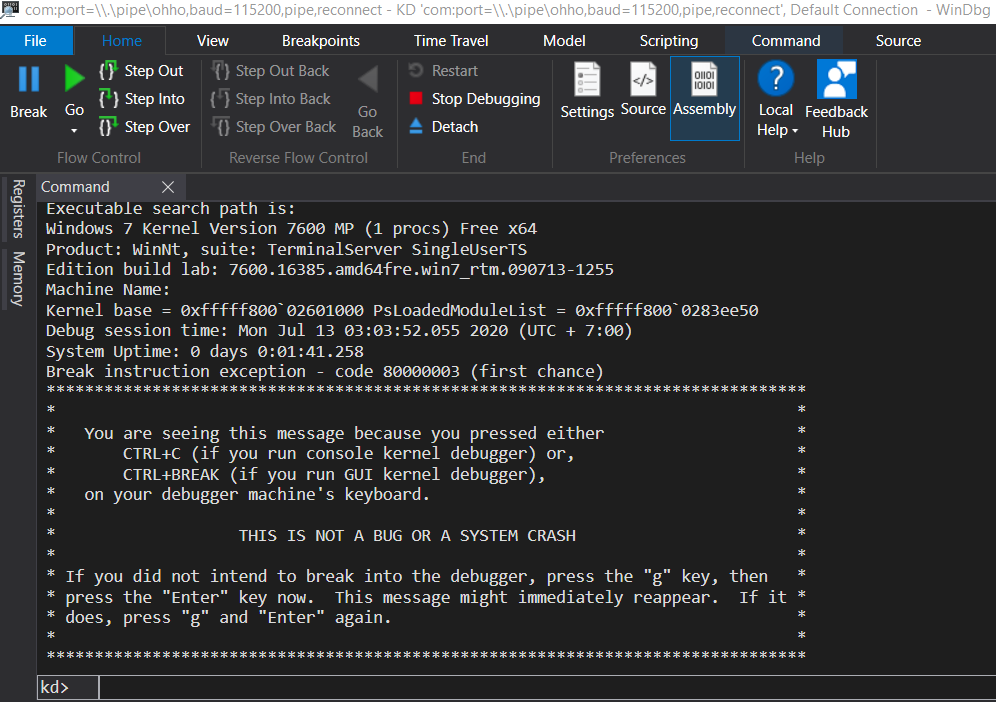 com:port=\\.\pipe\ohho,baud=115200,pipe,reconnect - KD 'com:port=\\.\pipe\ohho,baud=115200,pipe,reconnect', Default Connection - WinDbg
File Home View Breakpoints Time Travel Model Scripting Command Source
Break
Go
Step Out
Step Into
Step Over
Flow Control
Step Out Back
Step Into Back
Step Over Back
Go Back
Reverse Flow Control
Restart
Stop Debugging
Detach
End
Settings
Source
Assembly
Preferences
Local
Help
Feedback
Hub
Help
Registers
Memory
Command
Executable search path is:
Windows 7 Kernel Version 7600 MP (1 procs) Free x64
Product: WinNt, suite: TerminalServer SingleUserTS
Edition build lab: 7600.16385.amd64fre.win7_rtm.090713-1255
Machine Name:
Kernel base = 0xfffff800`02601000 PsLoadedModuleList = 0xfffff800`0283ee50
Debug session time: Mon Jul 13 03:03:52.055 2020 (UTC + 7:00)
System Uptime: 0 days 0:01:41.258
Break instruction exception - code 80000003 (first chance)
*******************************************************************************
*                                                                             *
*   You are seeing this message because you pressed either                    *
*       CTRL+C (if you run console kernel debugger) or,                       *
*       CTRL+BREAK (if you run GUI kernel debugger),                          *
*   on your debugger machine's keyboard.                                      *
*                                                                             *
*                   THIS IS NOT A BUG OR A SYSTEM CRASH                       *
*                                                                             *
* If you did not intend to break into the debugger, press the "g" key, then   *
* press the "Enter" key now.  This message might immediately reappear.  If it *
* does, press "g" and "Enter" again.                                          *
*                                                                             *
*******************************************************************************
kd>